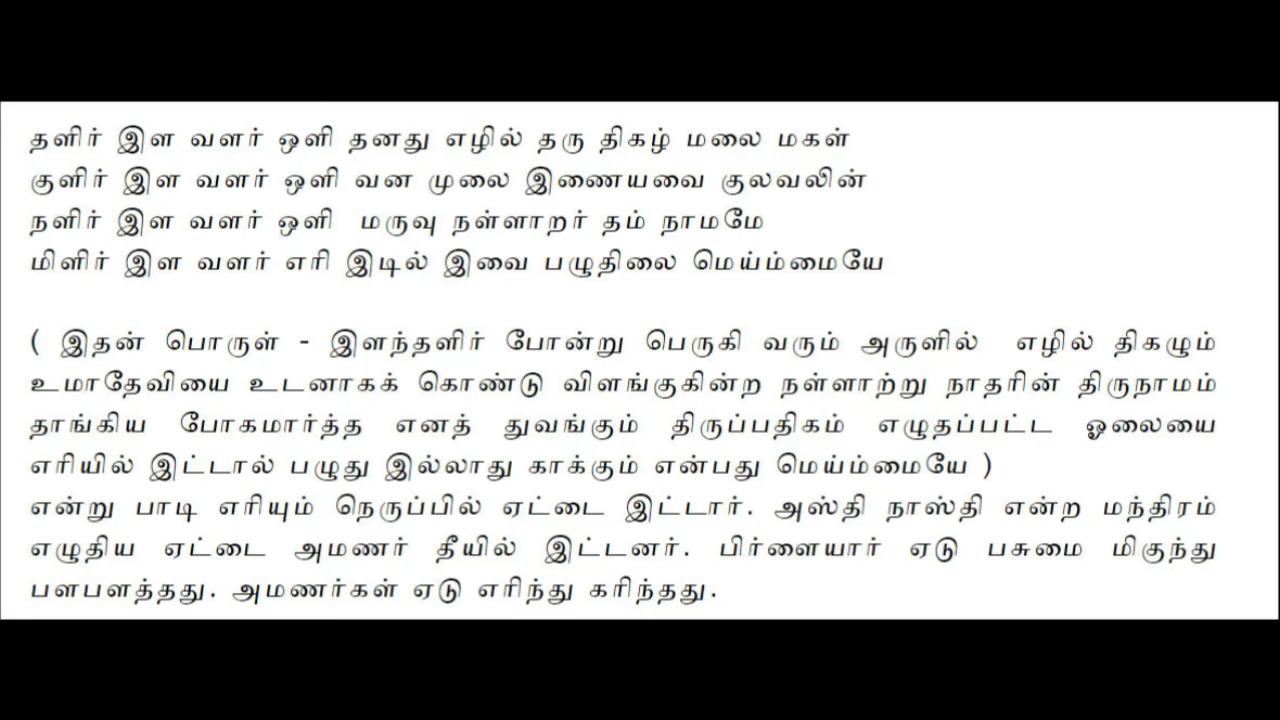 தளிர் இள வளர் ஒளி தனது எழில் தரு திகழ் மலை மகள்
குளிர் இள வளர் ஒளி வன முலை இணையவை குலவலின்
நளிர் இள வளர் ஒளி மருவு நள்ளாறர் தம் நாமமே
மிளிர் இள வளர் எரி இடில் இவை பழுதிலை மெய்ம்மையே
( இதன் பொருள் - இளந்தளிர் போன்று பெருகி வரும் அருளில் எழில் திகழும்
உமாதேவியை உடனாகக் கொண்டு விளங்குகின்ற நள்ளாற்று நாதரின் திருநாமம்
தாங்கிய போகமார்த்த எனத் துவங்கும் திருப்பதிகம் எழுதப்பட்ட ஓலையை
எரியில் இட்டால் பழுது இல்லாது காக்கும் என்பது மெய்ம்மையே )
என்று பாடி எரியும் நெருப்பில் ஏட்டை இட்டார். அஸ்தி நாஸ்தி என்ற மந்திரம்
எழுதிய ஏட்டை அமணர் தீயில் இட்டனர். பிர்ளையார் ஏடு பசுமை மிகுந்து
பளபளத்தது. அமணர்கள் ஏடு எரிந்து கரிந்தது.